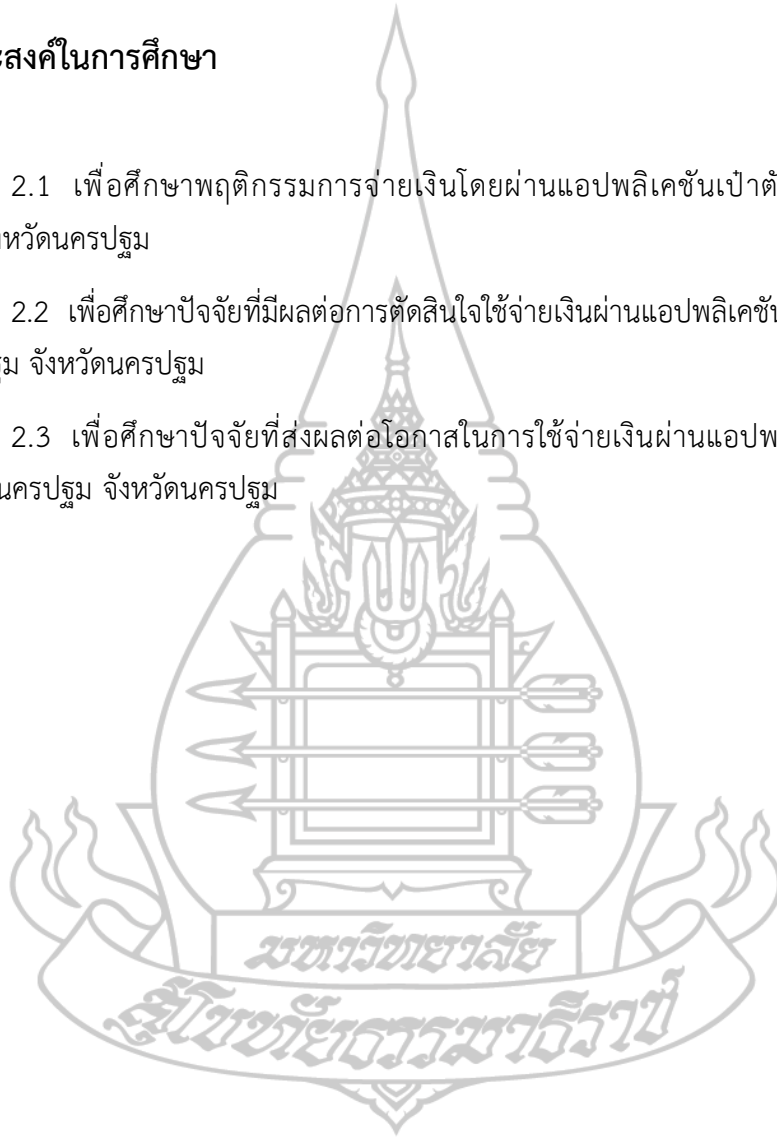 ะสงค์ในการศึกษา
2.1 เพื่อศึกษาพฤติกรรมการจ่ายเงินโดยผ่านแอปพลิเคชันเป๋าตั
งหวัดนครปฐม
2.2 เพื่อศึกษาปัจจัยที่มีผลต่อการตัดสินใจใช้จ่ายเงินผ่านแอปพลิเคชัน
ฐม จังหวัดนครปฐม
2.3 เพื่อศึกษาปัจจัยที่ส่งผลต่อโอกาสในการใช้จ่ายเงินผ่านแอปพ
นครปฐม จังหวัดนครปฐม
มหาวิทยาลัย
สุโขทัยธรรมาธิราช